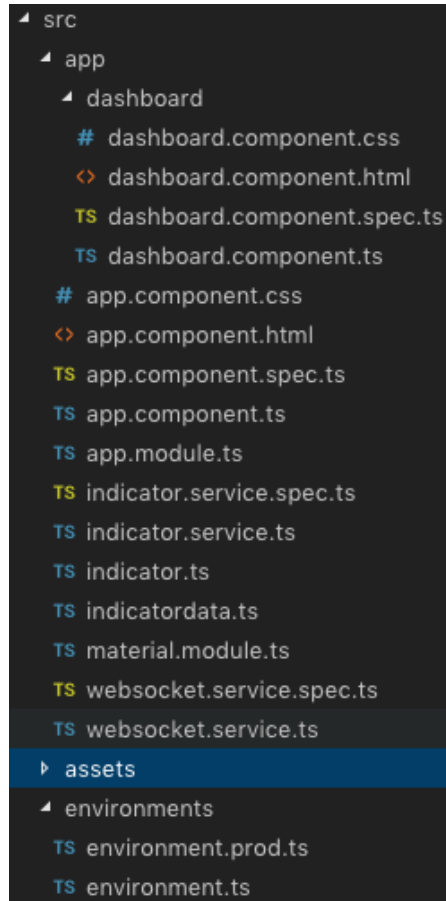 src
app
dashboard
# dashboard.component.css
<> dashboard.component.html
TS dashboard.component.spec.ts
TS dashboard.component.ts
# app.component.css
<> app.component.html
TS app.component.spec.ts
TS app.component.ts
TS app.module.ts
TS indicator.service.spec.ts
TS indicator.service.ts
TS indicator.ts
TS indicatordata.ts
TS material.module.ts
TS websocket.service.spec.ts
TS websocket.service.ts
assets
environments
TS environment.prod.ts
TS environment.ts